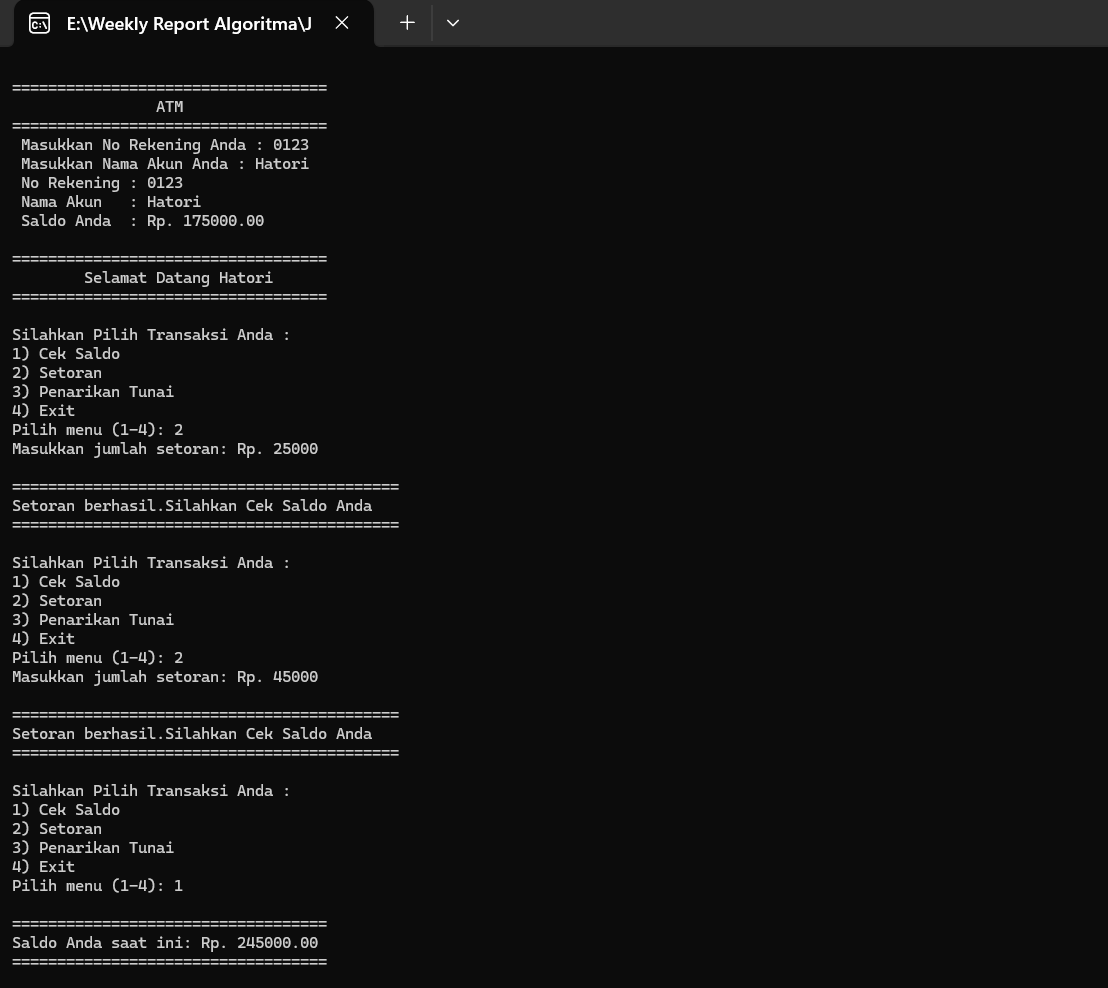 E:\Weekly Report Algoritma\J
===================================
ATM
===================================
Masukkan No Rekening Anda : 0123
Masukkan Nama Akun Anda : Hatori
No Rekening : 0123
Nama Akun   : Hatori
Saldo Anda  : Rp. 175000.00
===================================
Selamat Datang Hatori
===================================
Silahkan Pilih Transaksi Anda :
1) Cek Saldo
2) Setoran
3) Penarikan Tunai
4) Exit
Pilih menu (1-4): 2
Masukkan jumlah setoran: Rp. 25000
===========================================
Setoran berhasil.Silahkan Cek Saldo Anda
===========================================
Silahkan Pilih Transaksi Anda :
1) Cek Saldo
2) Setoran
3) Penarikan Tunai
4) Exit
Pilih menu (1-4): 2
Masukkan jumlah setoran: Rp. 45000
===========================================
Setoran berhasil.Silahkan Cek Saldo Anda
===========================================
Silahkan Pilih Transaksi Anda :
1) Cek Saldo
2) Setoran
3) Penarikan Tunai
4) Exit
Pilih menu (1-4): 1
===================================
Saldo Anda saat ini: Rp. 245000.00
===================================